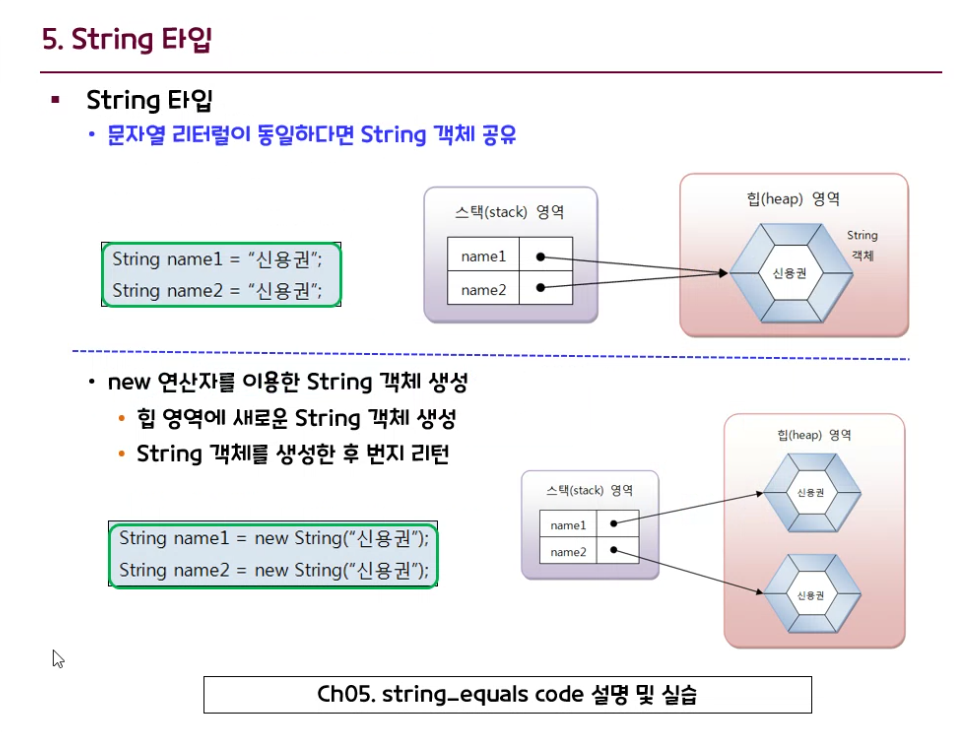 5. String 타입
▪ String 타입
• 문자열 리터럴이 동일하다면 String 객체 공유
String name1 = “신용권”;
String name2 = “신용권”;
스택(stack) 영역
name1
name2
힙(heap) 영역
String
객체
신용권
• new 연산자를 이용한 String 객체 생성
• 힙 영역에 새로운 String 객체 생성
• String 객체를 생성한 후 번지 리턴
String name1 = new String(“신용권”);
String name2 = new String(“신용권”);
스택(stack) 영역
name1
name2
힙(heap) 영역
신용권
신용권
Ch05. string_equals code 설명 및 실습